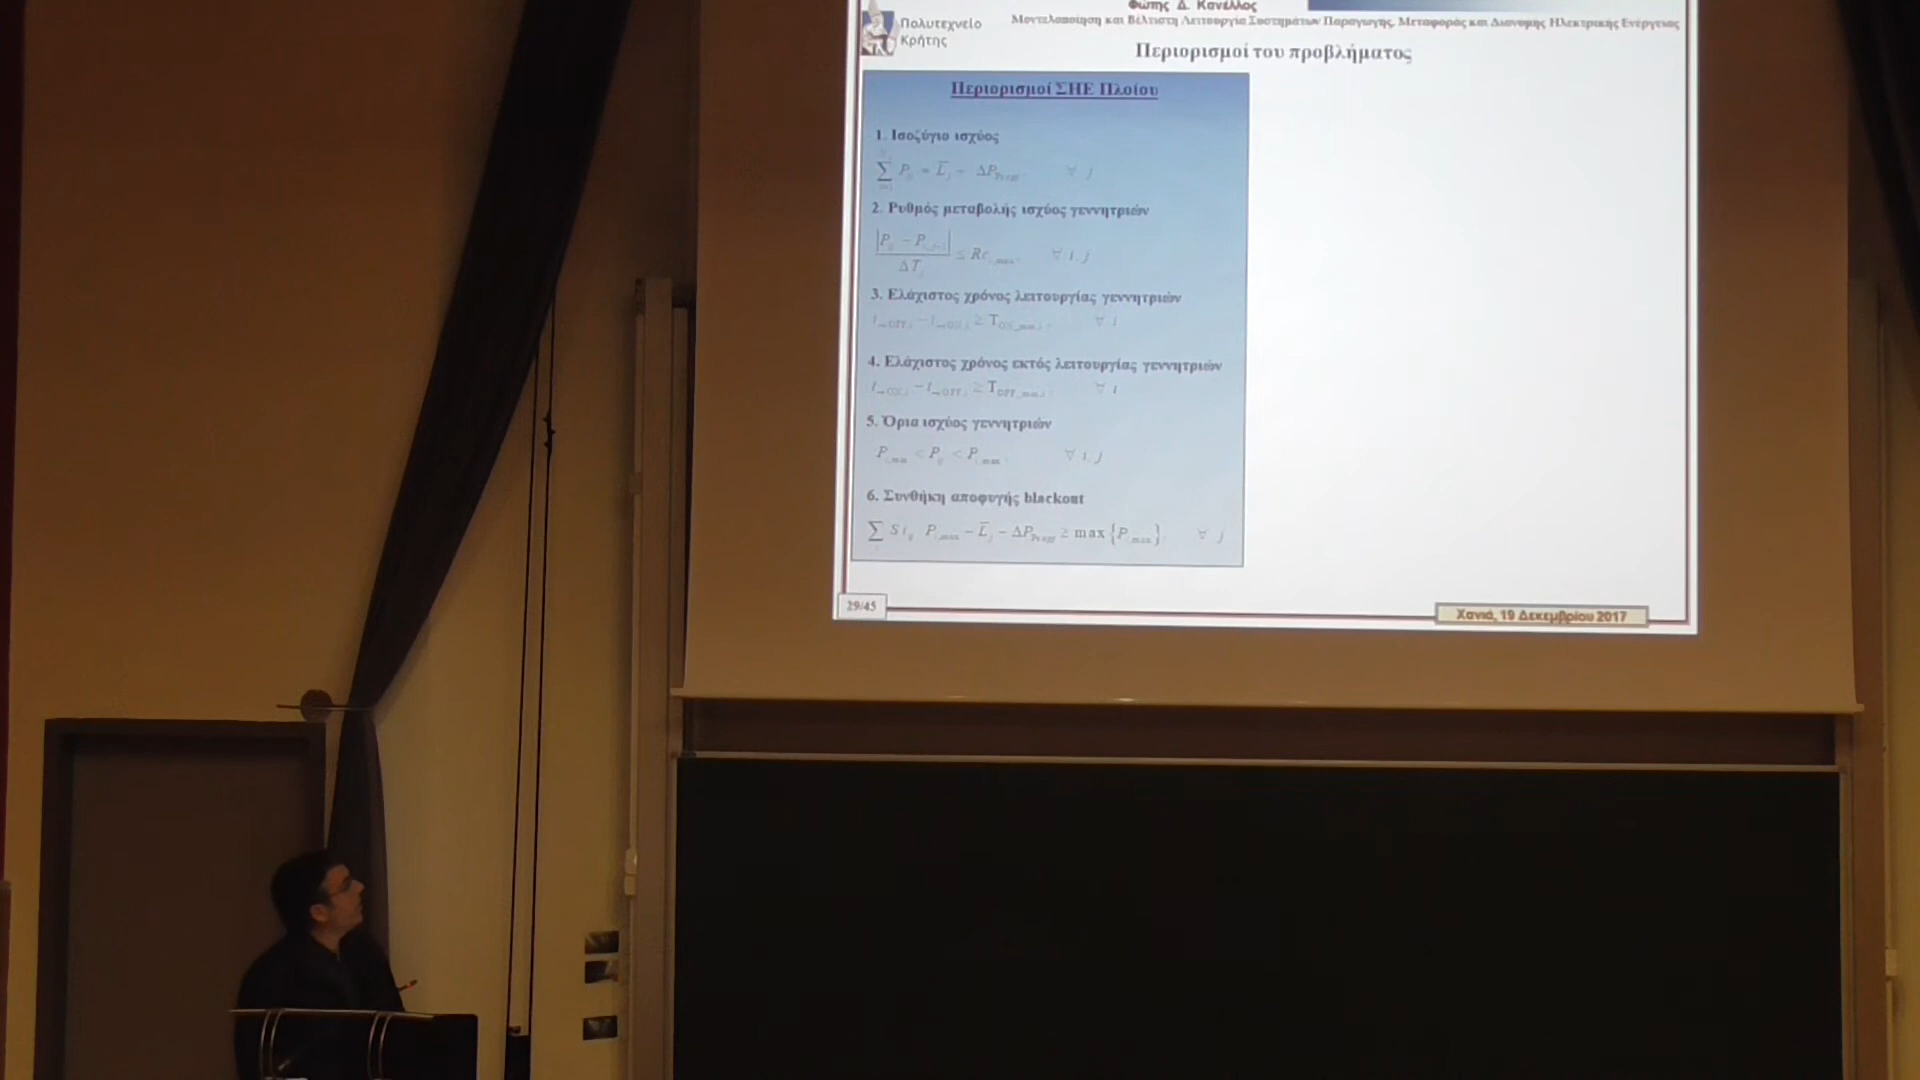 Φώτης Δ. Κανέλλος
Πολυτεχνείο
Κρήτης
Μοντελοποίηση και Βέλτιστη Λειτουργία Συστημάτων Παραγωγής, Μεταφοράς και Διανομής Ηλεκτρικής Ενέργειας
Περιορισμοί του προβλήματος
Περιορισμοί ΣΗΕ Πλοίου
1. Ισοζύγιο ισχύος
∀ j
2. Ρυθμός μεταβολής ισχύος γεννητριών
∀ i, j
3. Ελάχιστος χρόνος λειτουργίας γεννητριών
∀ i
4. Ελάχιστος χρόνος εκτός λειτουργίας γεννητριών
∀ i
5. Όρια ισχύος γεννητριών
∀ i, j
6. Συνθήκη αποφυγής blackout
∀ j
29/45
Χανιά, 19 Δεκεμβρίου 2017